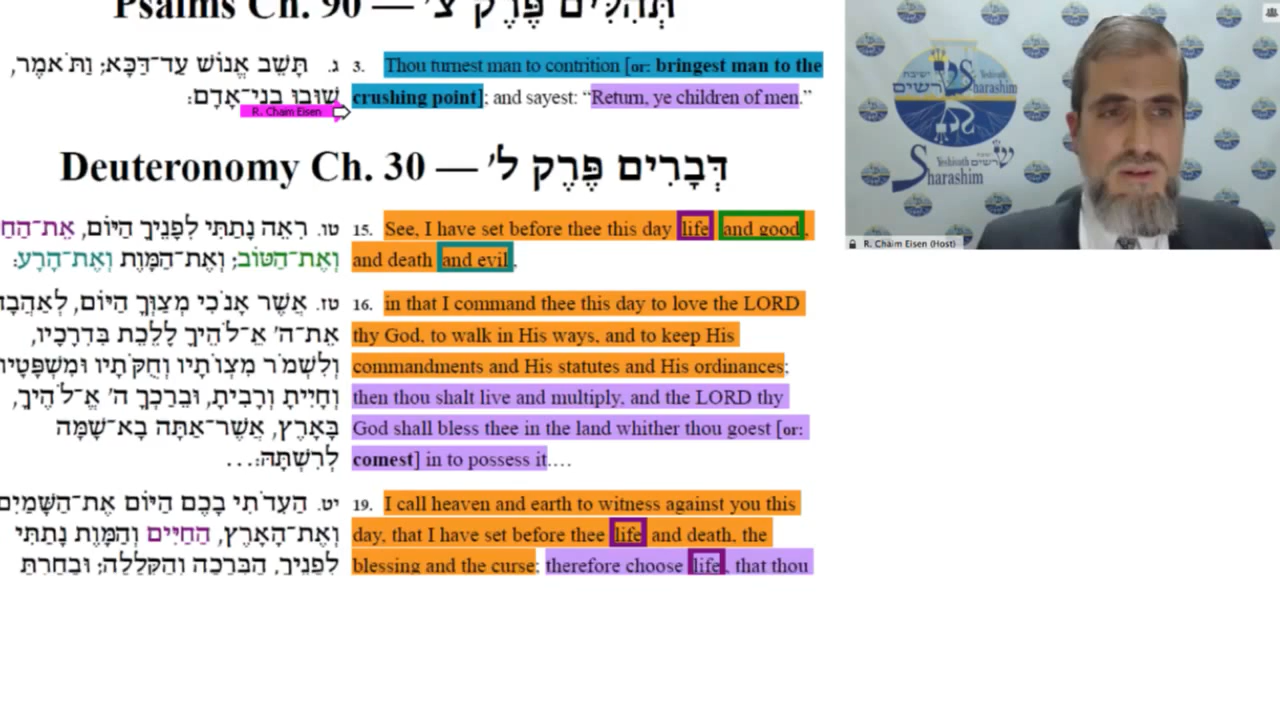 Psalms Ch. 90 — תְּהִלִּים פֶּרֶק צ'
ג. תָּשֵׁב אֱנוֹשׁ עַד־דַּכָּא; וַתֹּאמֶר,
שׁוּבוּ בְנֵי־אָדָם:
3. Thou turnest man to contrition [or: bringest man to the
crushing point]; and sayest: “Return, ye children of men.”
R. Chaim Eisen
Deuteronomy Ch. 30 — דְּבָרִים פֶּרֶק ל'
טו. רְאֵה נָתַתִּי לְפָנֶיךָ הַיּוֹם, אֶת־הַחַ
וְאֶת־הַטּוֹב; וְאֶת־הַמָּוֶת וְאֶת־הָרָע:
15. See, I have set before thee this day life and good,
and death and evil,
טז. אֲשֶׁר אָנֹכִי מְצַוְּךָ הַיּוֹם, לְאַהֲבָה
אֶת־ה' אֱ־לֹהֶיךָ לָלֶכֶת בִּדְרָכָיו,
וְלִשְׁמֹר מִצְוֹתָיו וְחֻקֹּתָיו וּמִשְׁפָּטָיו
וְחָיִיתָ וְרָבִיתָ, וּבֵרַכְךָ ה' אֱ־לֹהֶיךָ,
בָּאָרֶץ, אֲשֶׁר־אַתָּה בָא־שָׁמָּה
לְרִשְׁתָּהּ:...
16. in that I command thee this day to love the LORD
thy God, to walk in His ways, and to keep His
commandments and His statutes and His ordinances;
then thou shalt live and multiply, and the LORD thy
God shall bless thee in the land whither thou goest [or:
comest] in to possess it….
יט. הַעִדֹתִי בָכֶם הַיּוֹם אֶת־הַשָּׁמַיִם
וְאֶת־הָאָרֶץ, הַחַיִּים וְהַמָּוֶת נָתַתִּי
לְפָנֶיךָ, הַבְּרָכָה וְהַקְּלָלָה; וּבָחַרְתָּ
19. I call heaven and earth to witness against you this
day, that I have set before thee life and death, the
blessing and the curse; therefore choose life, that thou
ישיבת
שרשים
Yeshivath
Sharashim
Yeshivath ישיבת
Sharashim שרשים
R. Chaim Eisen (Host)